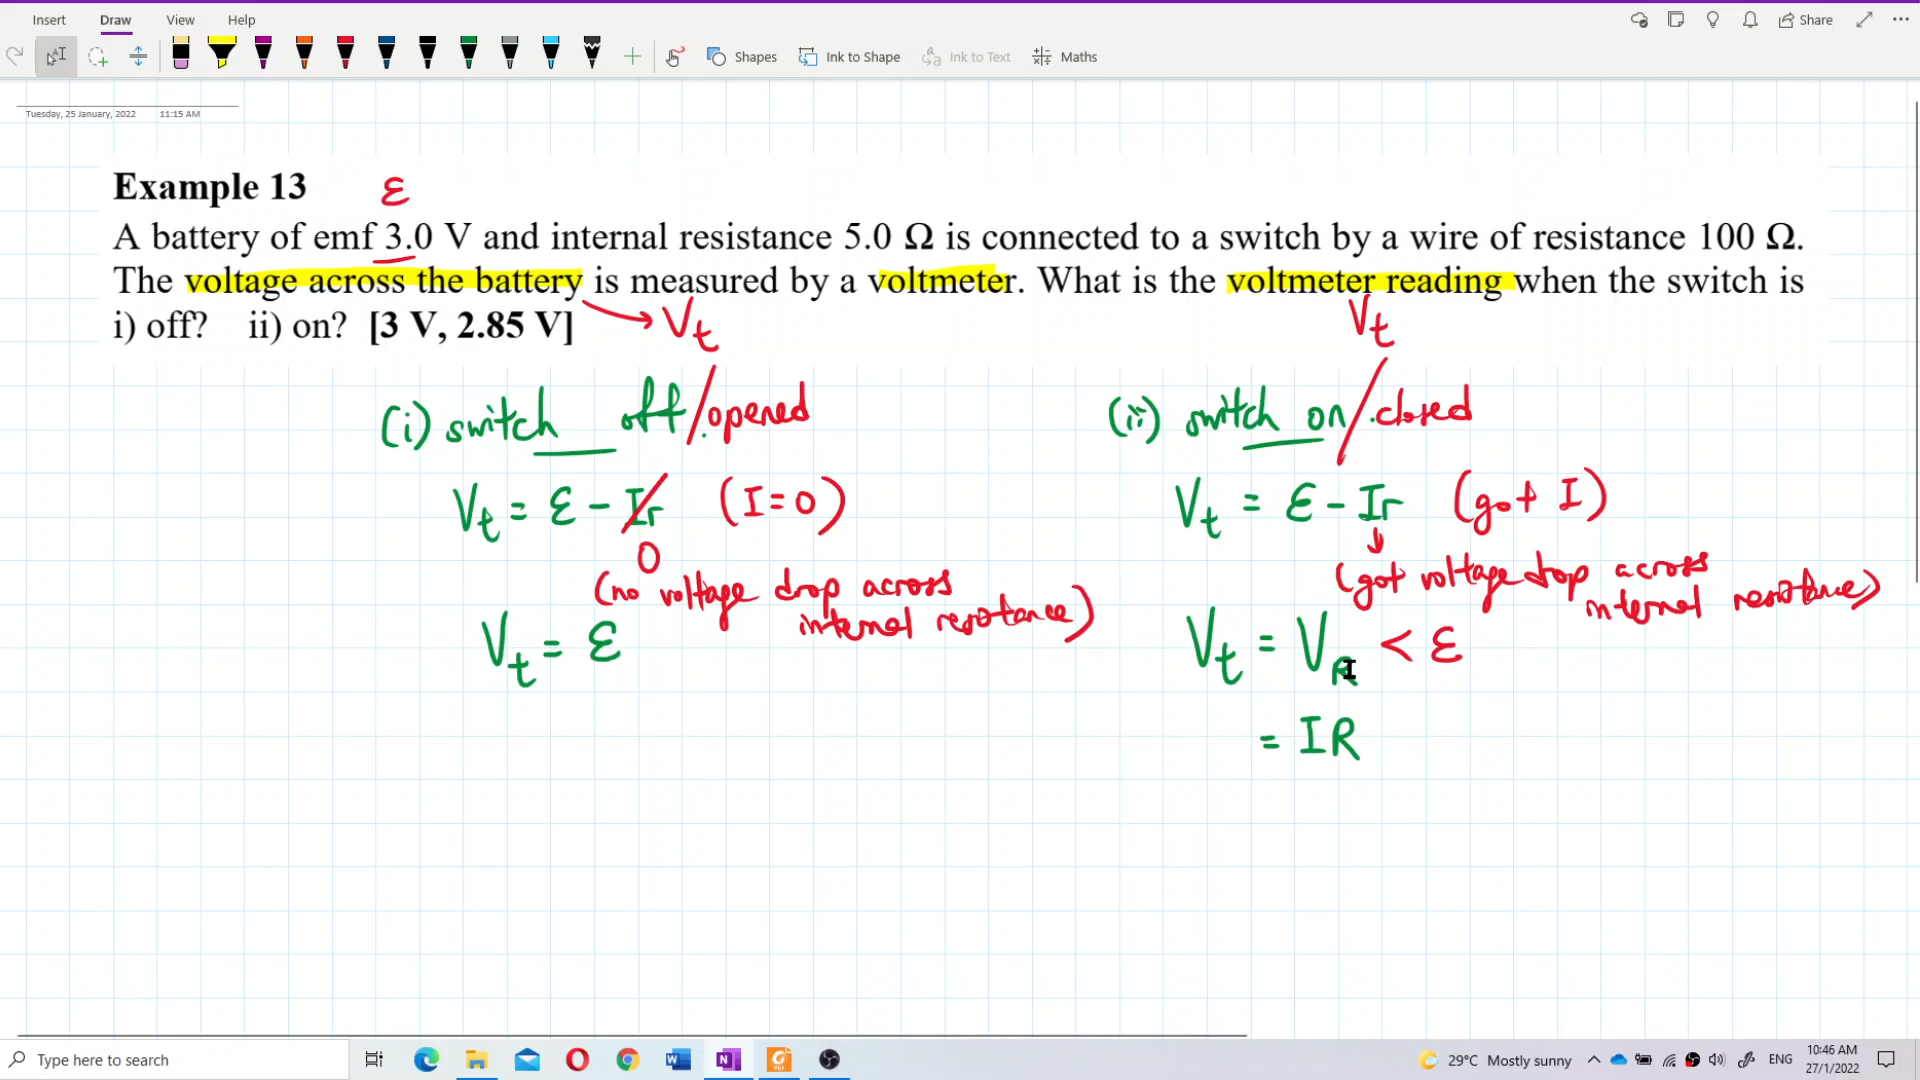 Insert Draw View Help
Share
Shapes Ink to Shape Ink to Text Maths
Tuesday, 25 January, 2022 11:15 AM
Example 13 ε
A battery of emf 3.0 V and internal resistance 5.0 Ω is connected to a switch by a wire of resistance 100 Ω.
The voltage across the battery is measured by a voltmeter. What is the voltmeter reading when the switch is
i) off? ii) on? [3 V, 2.85 V]
Vt
Vt
(i) switch off/opened
Vt = ε - Ir (I=0)
0
(no voltage drop across
internal resistance)
Vt = ε
(ii) switch on/closed
Vt = ε - Ir (got I)
(got voltage drop across
internal resistance)
Vt = VR < ε
= IR
Type here to search
29°C Mostly sunny
ENG
10:46 AM
27/1/2022